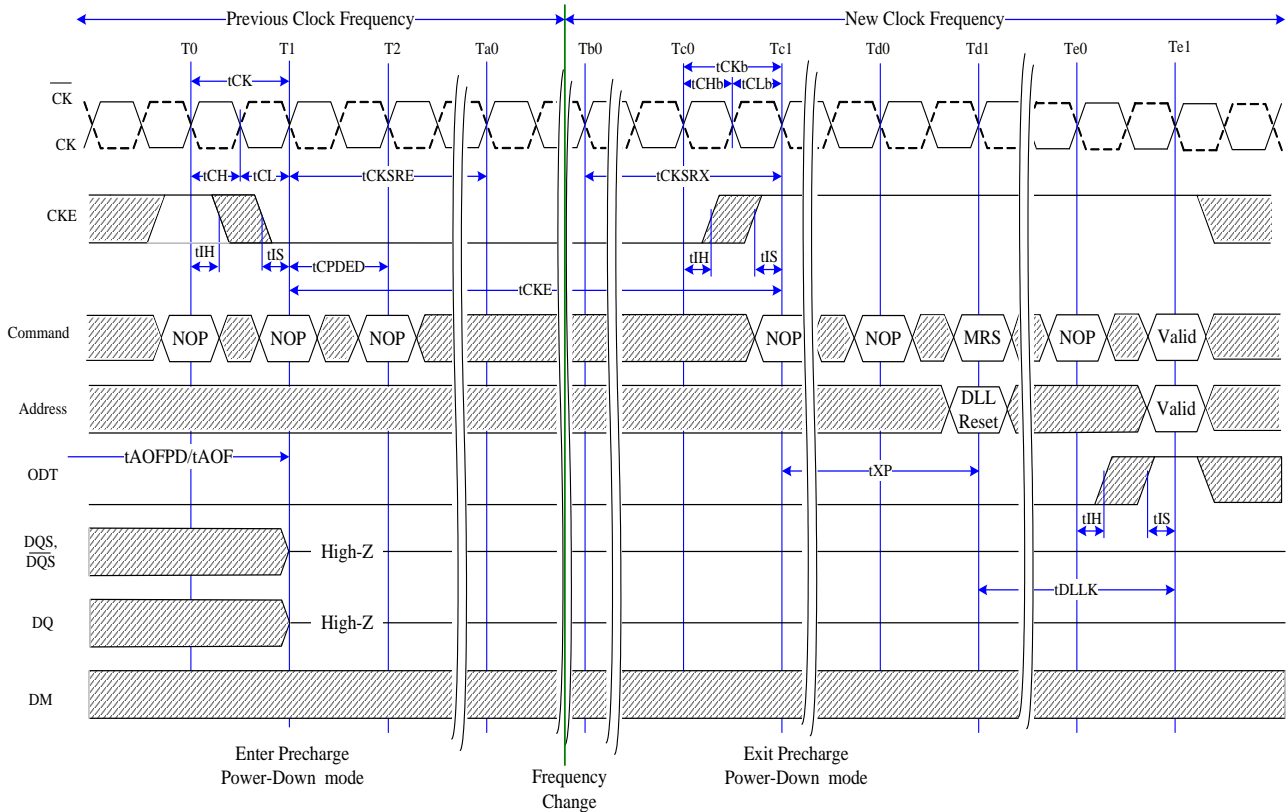 Previous Clock Frequency New Clock Frequency
T0 T1 T2 Ta0 Tb0 Tc0 Tc1 Td0 Td1 Te0 Te1
tCKb
tCK tCHb tCLb
CK
CK
tCH tCL tCKSRE tCKSRX
CKE
tIH tIS tCPDED tIH tIS
tCKE
Command NOP NOP NOP NOP NOP MRS NOP Valid
Address DLL Reset Valid
tAOFPD/tAOF
ODT tXP
tIH tIS
DQS,
DQS High-Z
tDLLK
DQ High-Z
DM
Enter Precharge
Power-Down mode
Frequency
Change
Exit Precharge
Power-Down mode